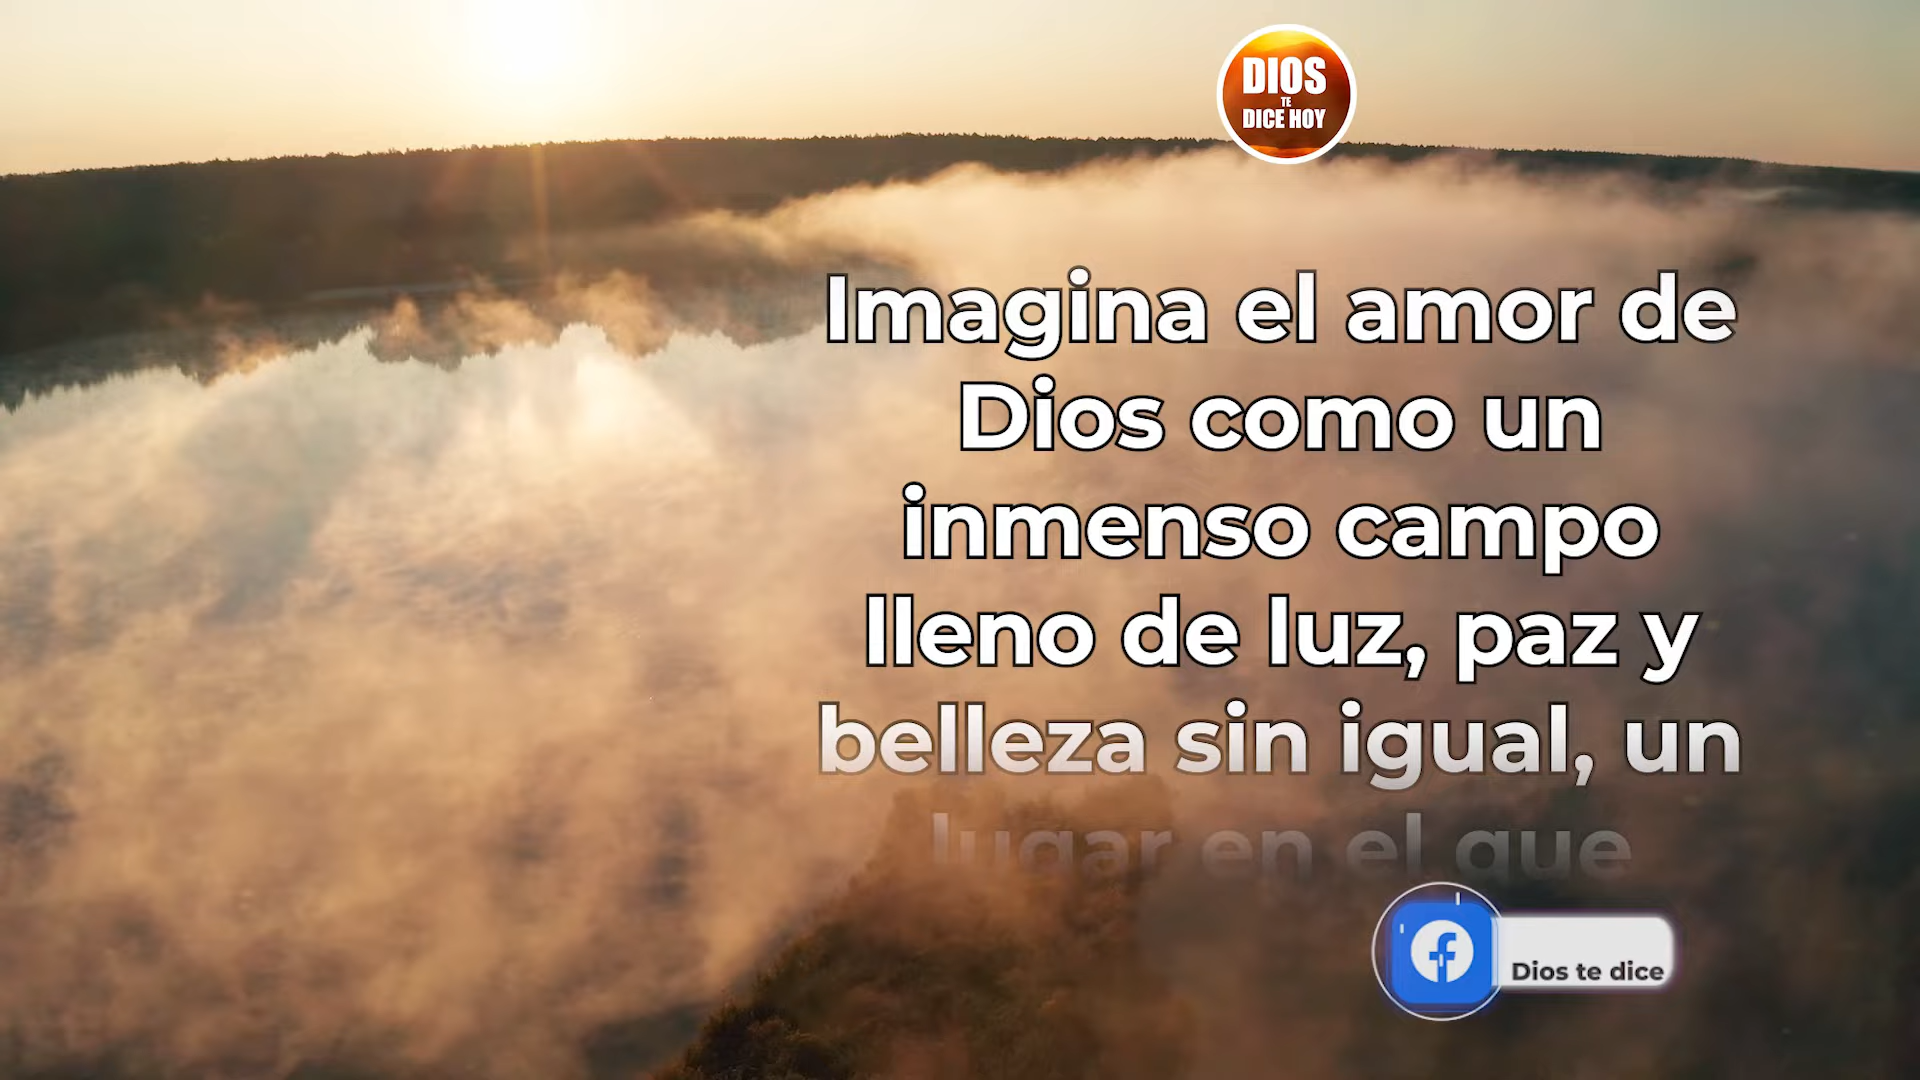 DIOS
TE
DICE HOY
Imagina el amor de
Dios como un
inmenso campo
lleno de luz, paz y
belleza sin igual, un
lugar en el que
Dios te dice